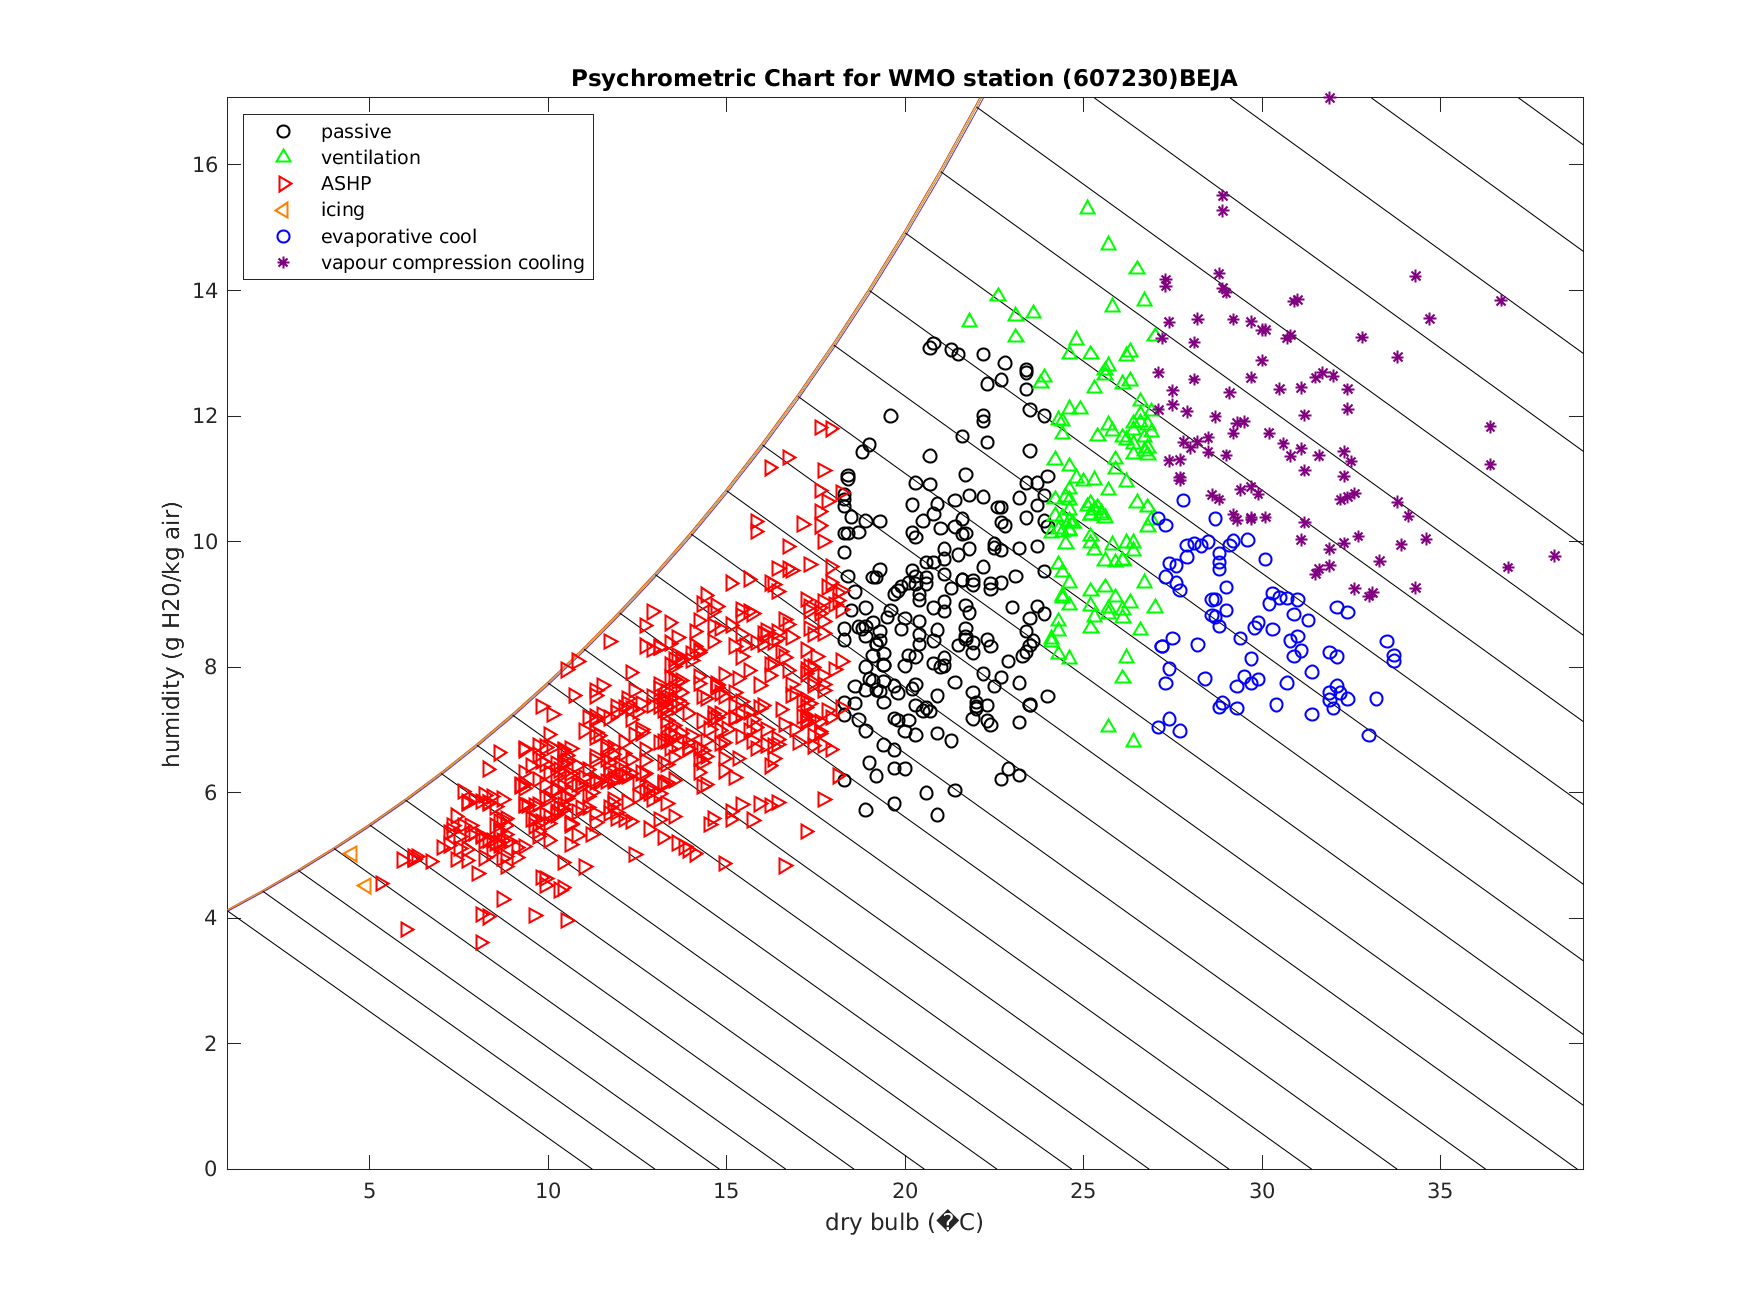 Psychrometric Chart for WMO station (607230)BEJA
passive
ventilation
ASHP
icing
evaporative cool
vapour compression cooling
humidity (g H20/kg air)
16
14
12
10
8
6
4
2
0
5 10 15 20 25 30 35
dry bulb (�C)